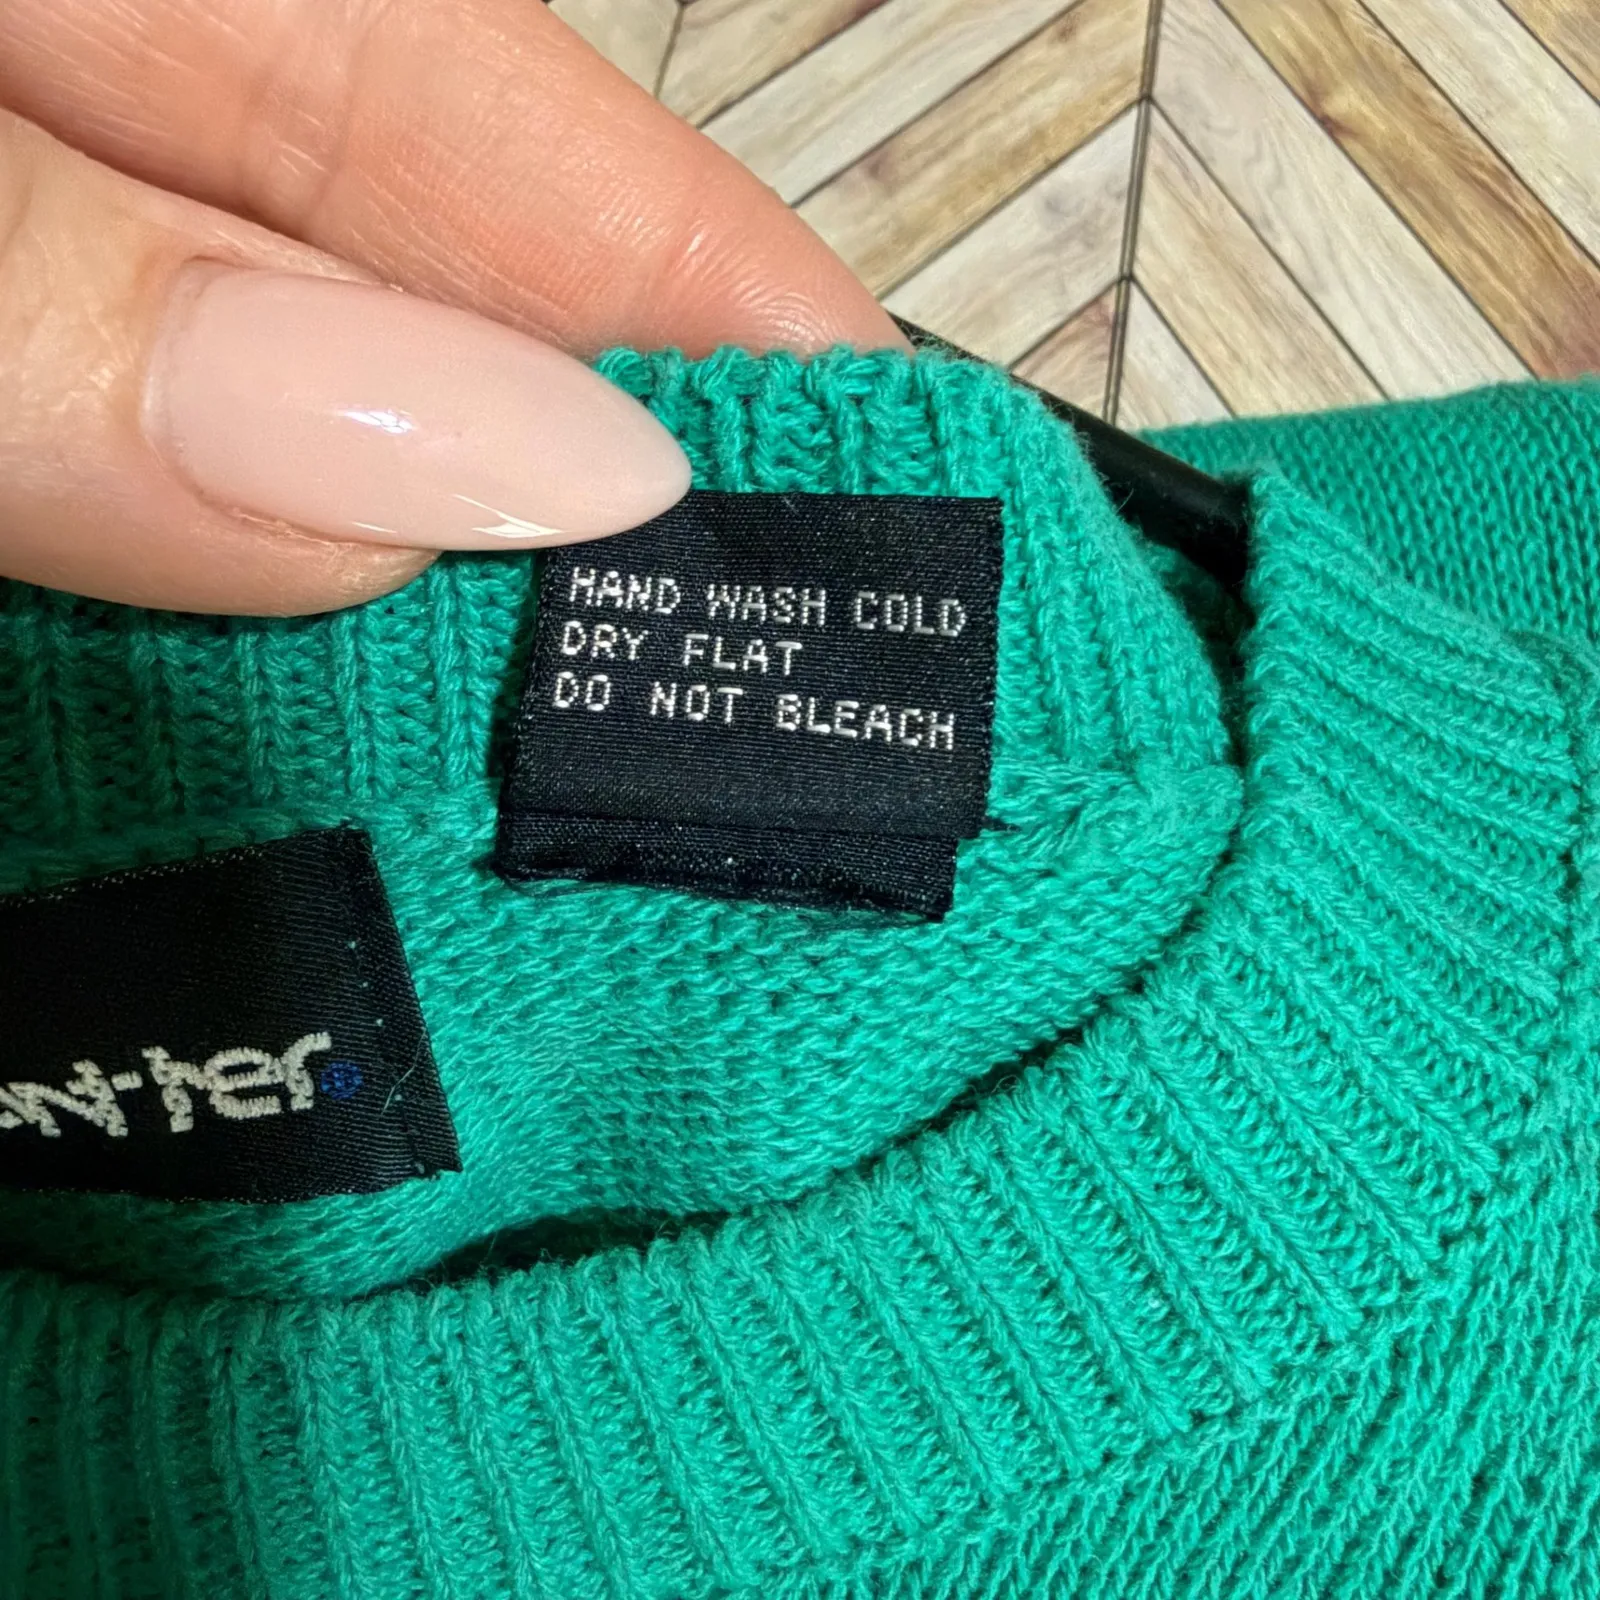 HAND WASH COLD
DRY FLAT
DO NOT BLEACH